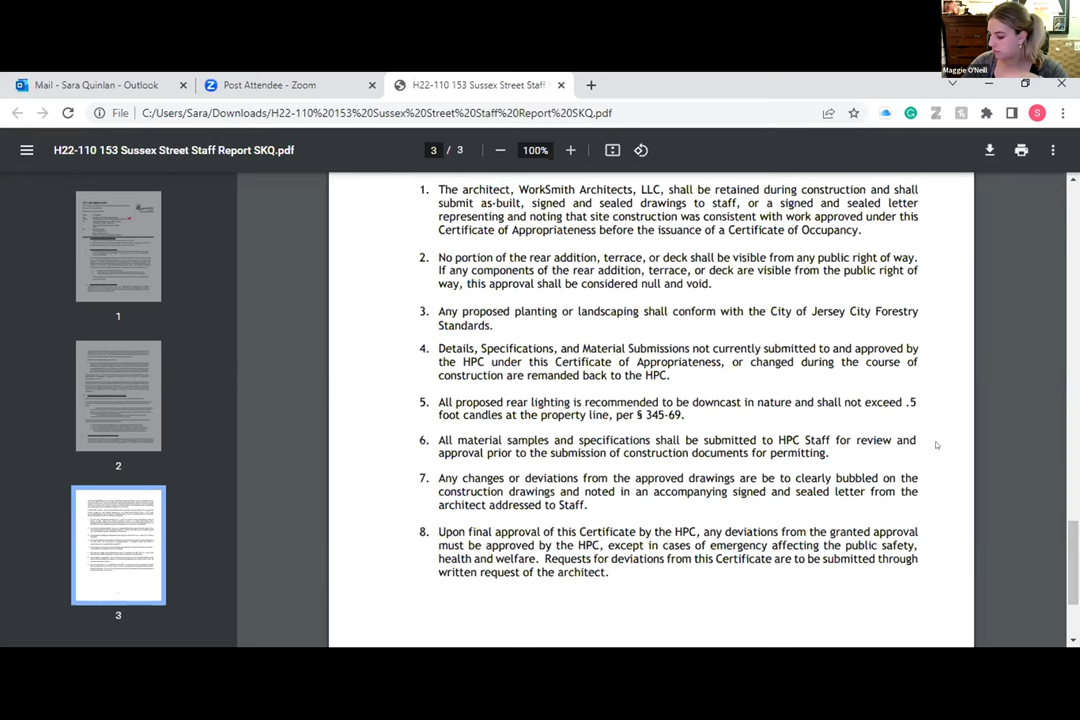 Maggie O'Neill
Mail - Sara Quinlan - Outlook
Post Attendee - Zoom
H22-110 153 Sussex Street Staff
File
C:/Users/Sara/Downloads/H22-110%20153%20Sussex%20Street%20Staff%20Report%20SKQ.pdf
S
H22-110 153 Sussex Street Staff Report SKQ.pdf
3 / 3
100%
1
2
3
1. The architect, WorkSmith Architects, LLC, shall be retained during construction and shall
submit as-built, signed and sealed drawings to staff, or a signed and sealed letter
representing and noting that site construction was consistent with work approved under this
Certificate of Appropriateness before the issuance of a Certificate of Occupancy.
2. No portion of the rear addition, terrace, or deck shall be visible from any public right of way.
If any components of the rear addition, terrace, or deck are visible from the public right of
way, this approval shall be considered null and void.
3. Any proposed planting or landscaping shall conform with the City of Jersey City Forestry
Standards.
4. Details, Specifications, and Material Submissions not currently submitted to and approved by
the HPC under this Certificate of Appropriateness, or changed during the course of
construction are remanded back to the HPC.
5. All proposed rear lighting is recommended to be downcast in nature and shall not exceed .5
foot candles at the property line, per § 345-69.
6. All material samples and specifications shall be submitted to HPC Staff for review and
approval prior to the submission of construction documents for permitting.
7. Any changes or deviations from the approved drawings are be to clearly bubbled on the
construction drawings and noted in an accompanying signed and sealed letter from the
architect addressed to Staff.
8. Upon final approval of this Certificate by the HPC, any deviations from the granted approval
must be approved by the HPC, except in cases of emergency affecting the public safety,
health and welfare. Requests for deviations from this Certificate are to be submitted through
written request of the architect.